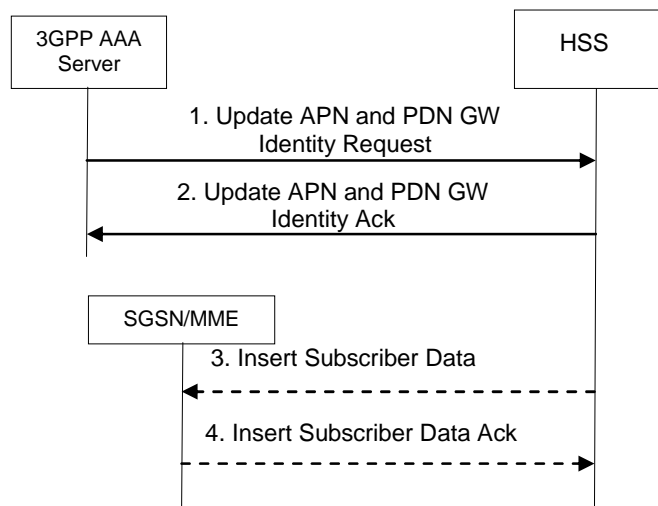 3GPP AAA
Server
HSS
1. Update APN and PDN GW
Identity Request
2. Update APN and PDN GW
Identity Ack
SGSN/MME
3. Insert Subscriber Data
4. Insert Subscriber Data Ack